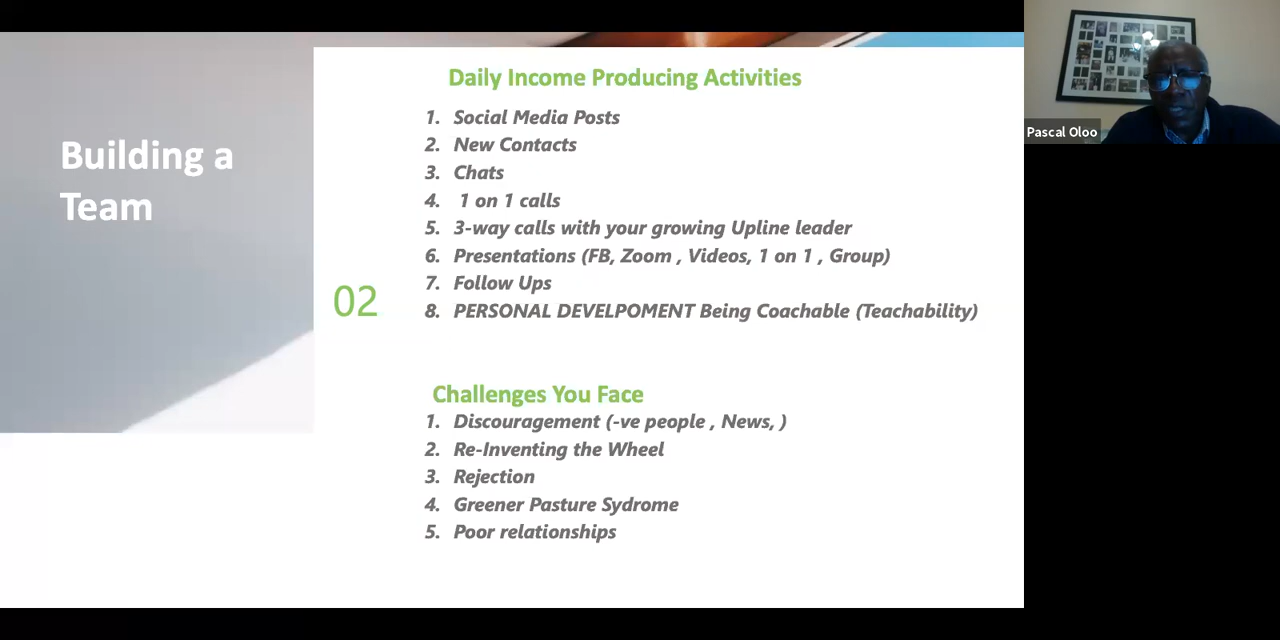 Building a
Team
02
Daily Income Producing Activities
1. Social Media Posts
2. New Contacts
3. Chats
4. 1 on 1 calls
5. 3-way calls with your growing Upline leader
6. Presentations (FB, Zoom , Videos, 1 on 1 , Group)
7. Follow Ups
8. PERSONAL DEVELPOMENT Being Coachable (Teachability)
Challenges You Face
1. Discouragement (-ve people , News, )
2. Re-Inventing the Wheel
3. Rejection
4. Greener Pasture Sydrome
5. Poor relationships
Pascal Oloo